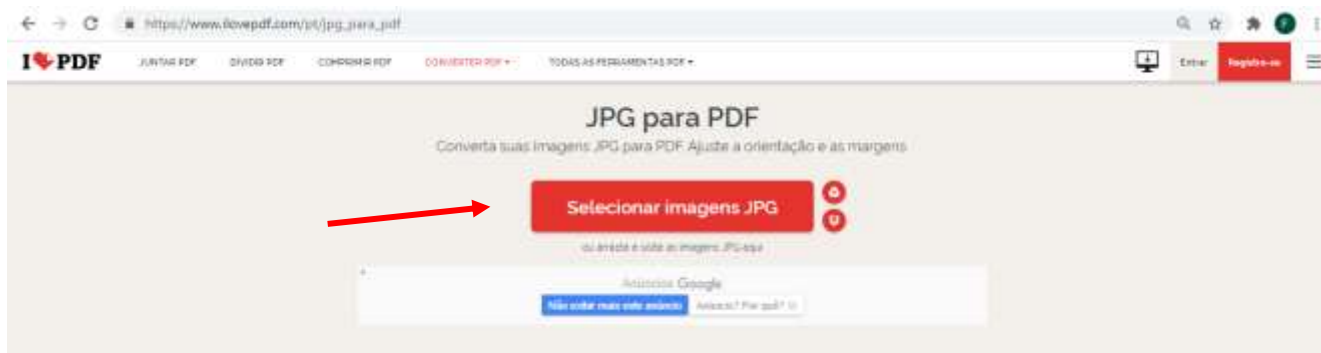 https://www.ilovepdf.com/pt/jpg_para_pdf
I PDF JUNTAR PDF DIVIDIR PDF COMPRIMIR PDF CONVERTER PDF TODAS AS FERRAMENTAS PDF Entrar Registre-se
JPG para PDF
Converta suas imagens JPG para PDF. Ajuste a orientação e as margens
Selecionar imagens JPG
ou arraste e solte as imagens JPG aqui
Anúncios Google
Não exibir mais este anúncio Anúncio? Por quê?